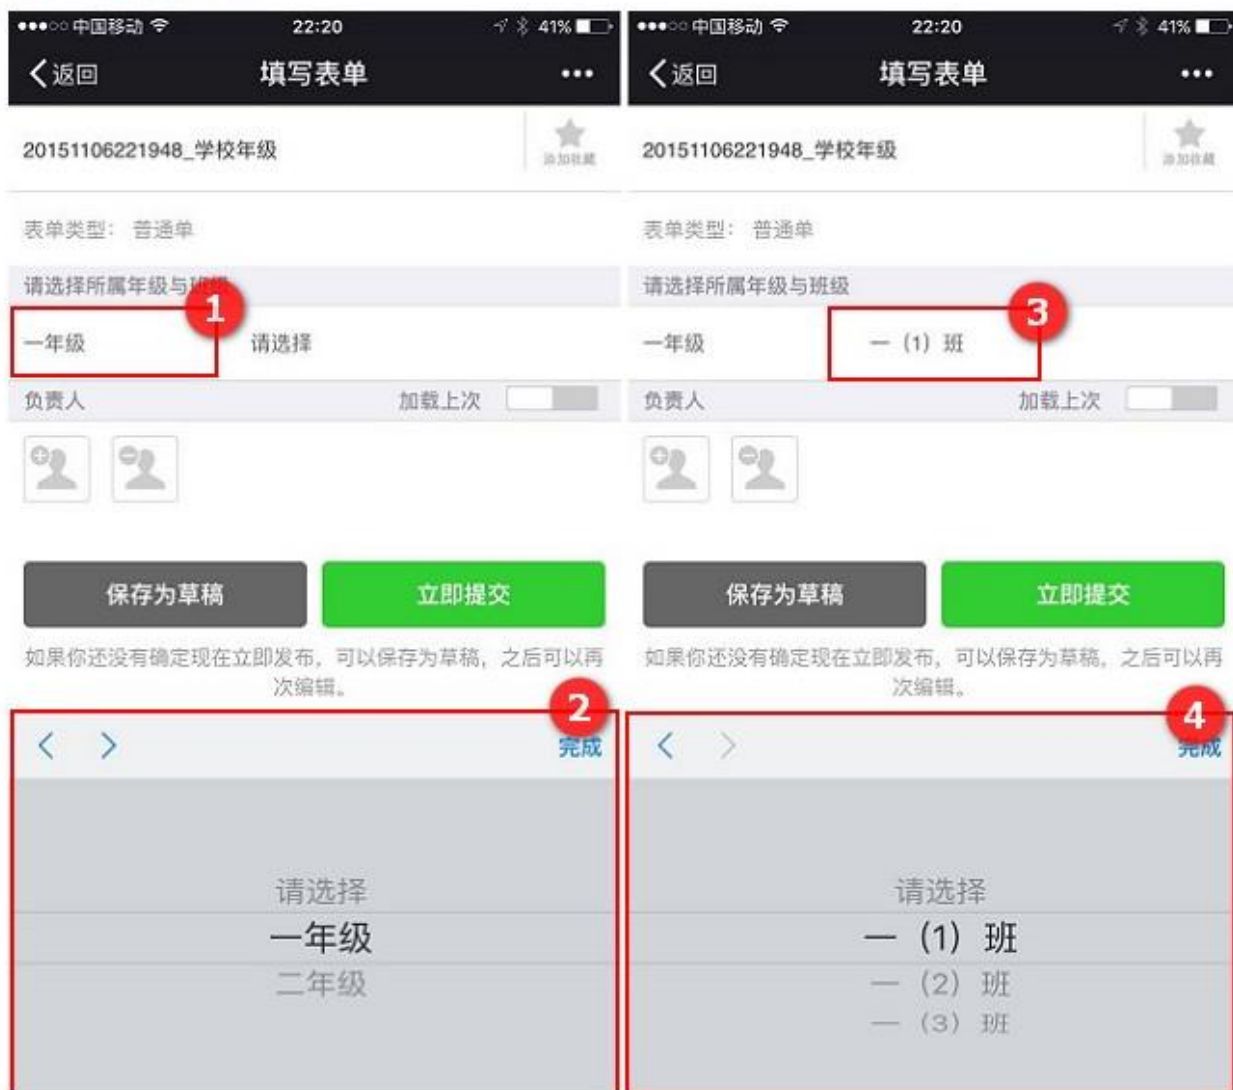 中国移动 22:20 41%
返回 填写表单
20151106221948_学校年级
添加收藏
表单类型: 普通单
请选择所属年级与班级
1
一年级 请选择
负责人 加载上次
保存为草稿 立即提交
如果你还没有确定现在立即发布,可以保存为草稿,之后可以再
次编辑。
2
完成
请选择
一年级
二年级
中国移动 22:20 41%
返回 填写表单
20151106221948_学校年级
添加收藏
表单类型: 普通单
请选择所属年级与班级
3
一年级 一(1)班
负责人 加载上次
保存为草稿 立即提交
如果你还没有确定现在立即发布,可以保存为草稿,之后可以再
次编辑。
4
完成
请选择
一(1)班
一(2)班
一(3)班